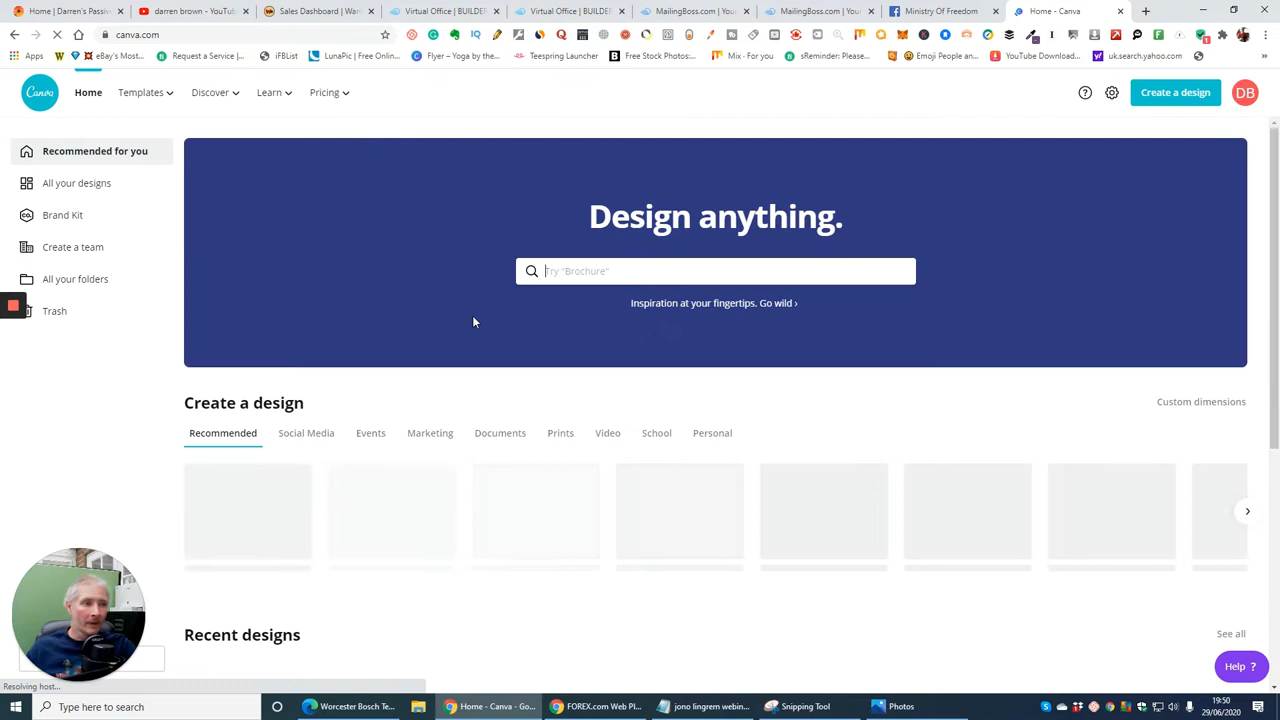 Home | Darren's Passiv
darren brown - YouTub
Sales Dashboard | Wan
Virtual Office | BUILDER
Virtual Office | BUILDE
MailingBoss.com | You
MailingBoss.com | You
Ministry Of Freedom
Home - Canva
canva.com
Apps
eBay's Most...
Request a Service |...
iFBList
LunaPic | Free Onlin...
Flyer – Yoga by the...
Teespring Launcher
Free Stock Photos:...
Mix - For you
sReminder: Please...
Emoji People an...
YouTube Download...
uk.search.yahoo.com
Canva
Home
Templates
Discover
Learn
Pricing
Create a design
DB
Recommended for you
All your designs
Brand Kit
Create a team
All your folders
Trash
Design anything.
Try "Brochure"
Inspiration at your fingertips. Go wild ›
Create a design
Custom dimensions
Recommended
Social Media
Events
Marketing
Documents
Prints
Video
School
Personal
Recent designs
See all
Help ?
Resolving host...
Type here to search
Worcester Bosch Te...
Home - Canva - Go...
FOREX.com Web Pl...
jono lingrem webin...
Snipping Tool
Photos
19:50
29/06/2020